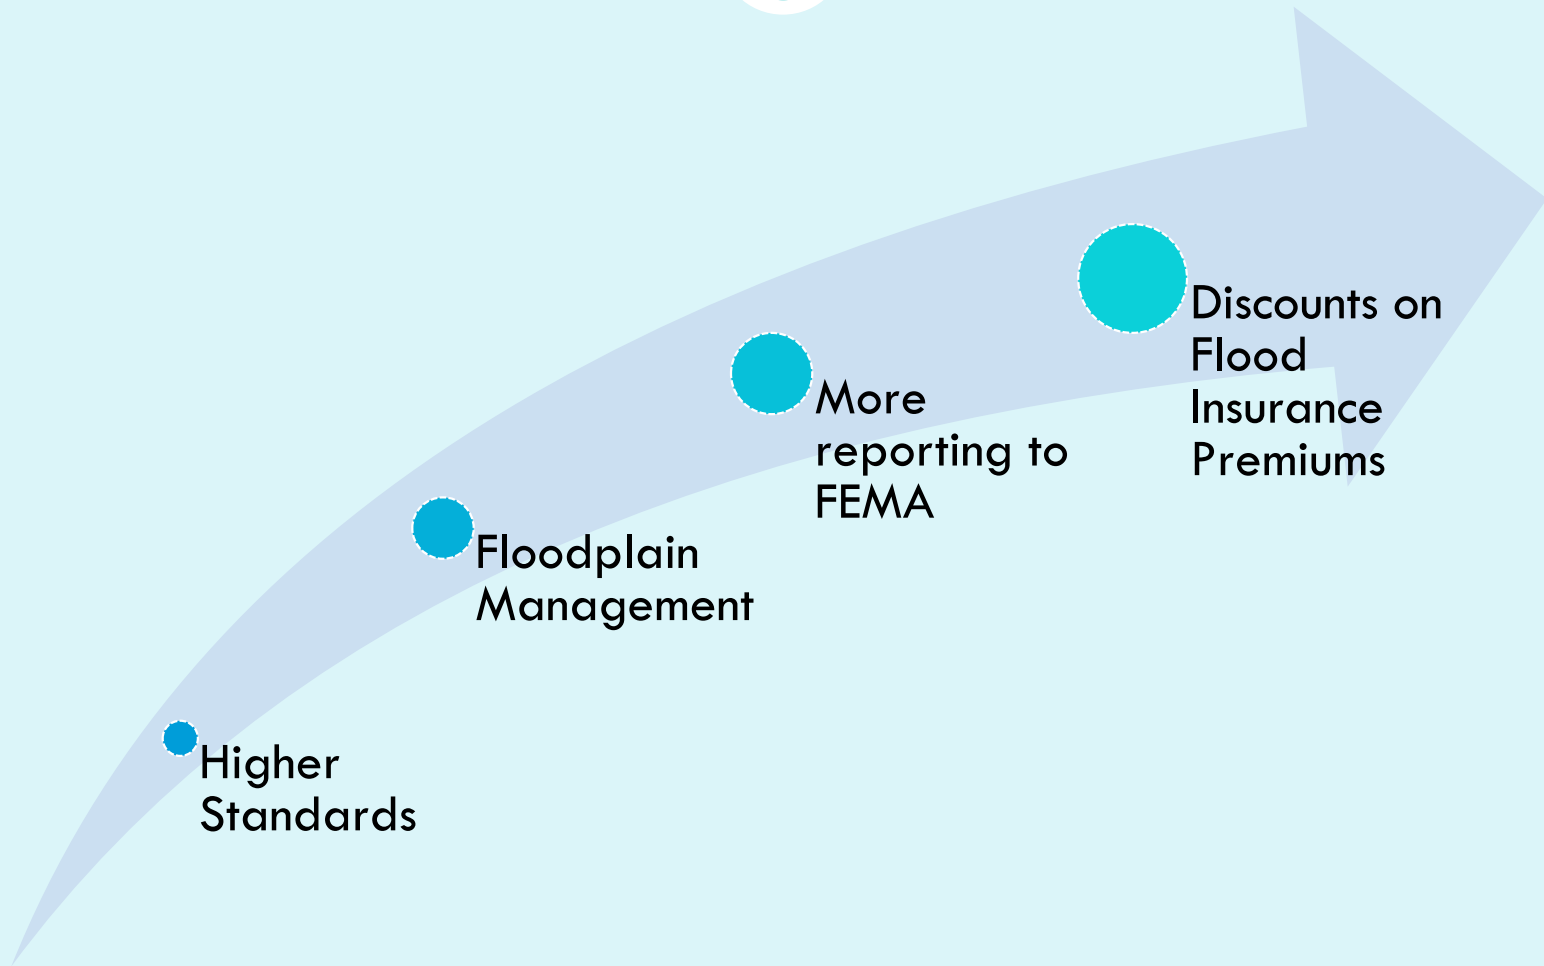 Higher
Standards
Floodplain
Management
More
reporting to
FEMA
Discounts on
Flood
Insurance
Premiums